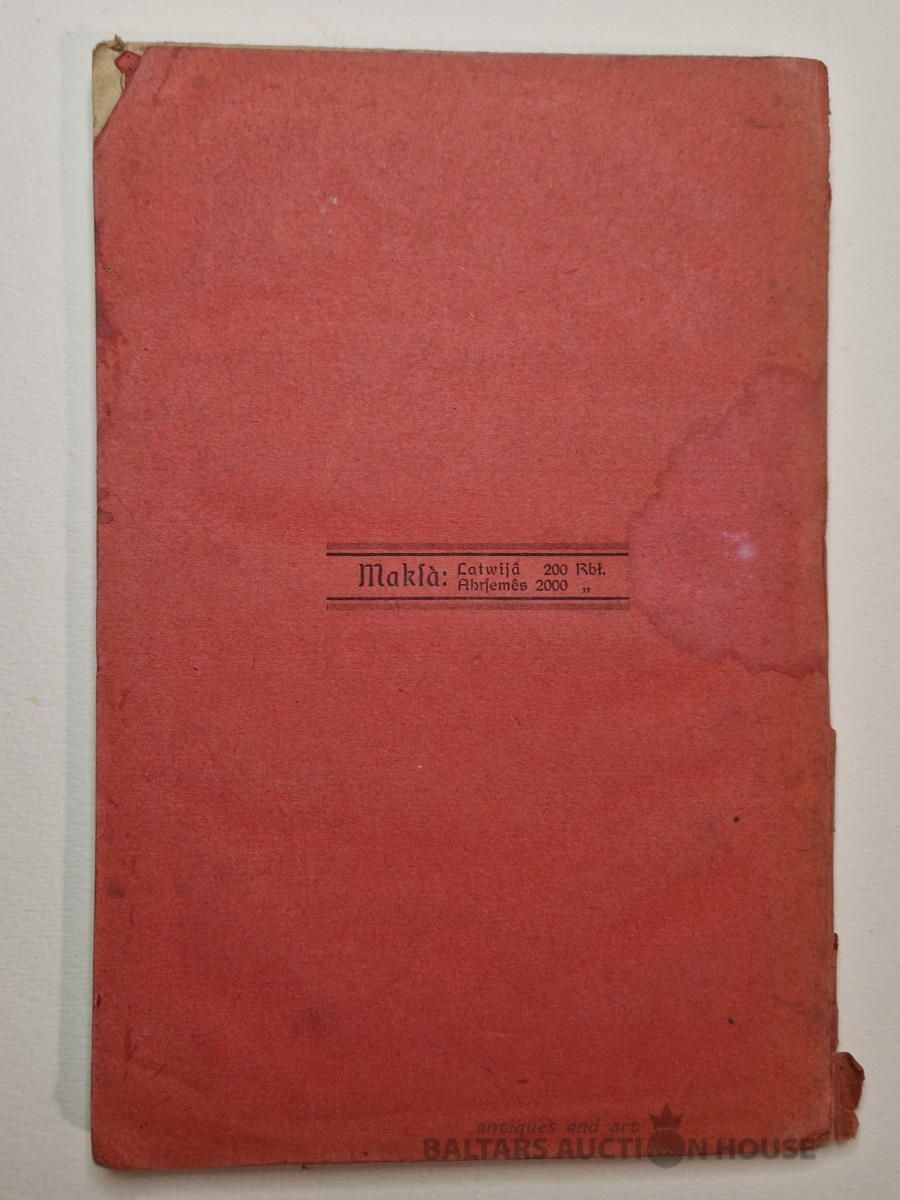 Makſà: Latwijâ 200 Rbł.
Ahrſemês 2000 „
antiques and art
BALTARS AUCTION HOUSE